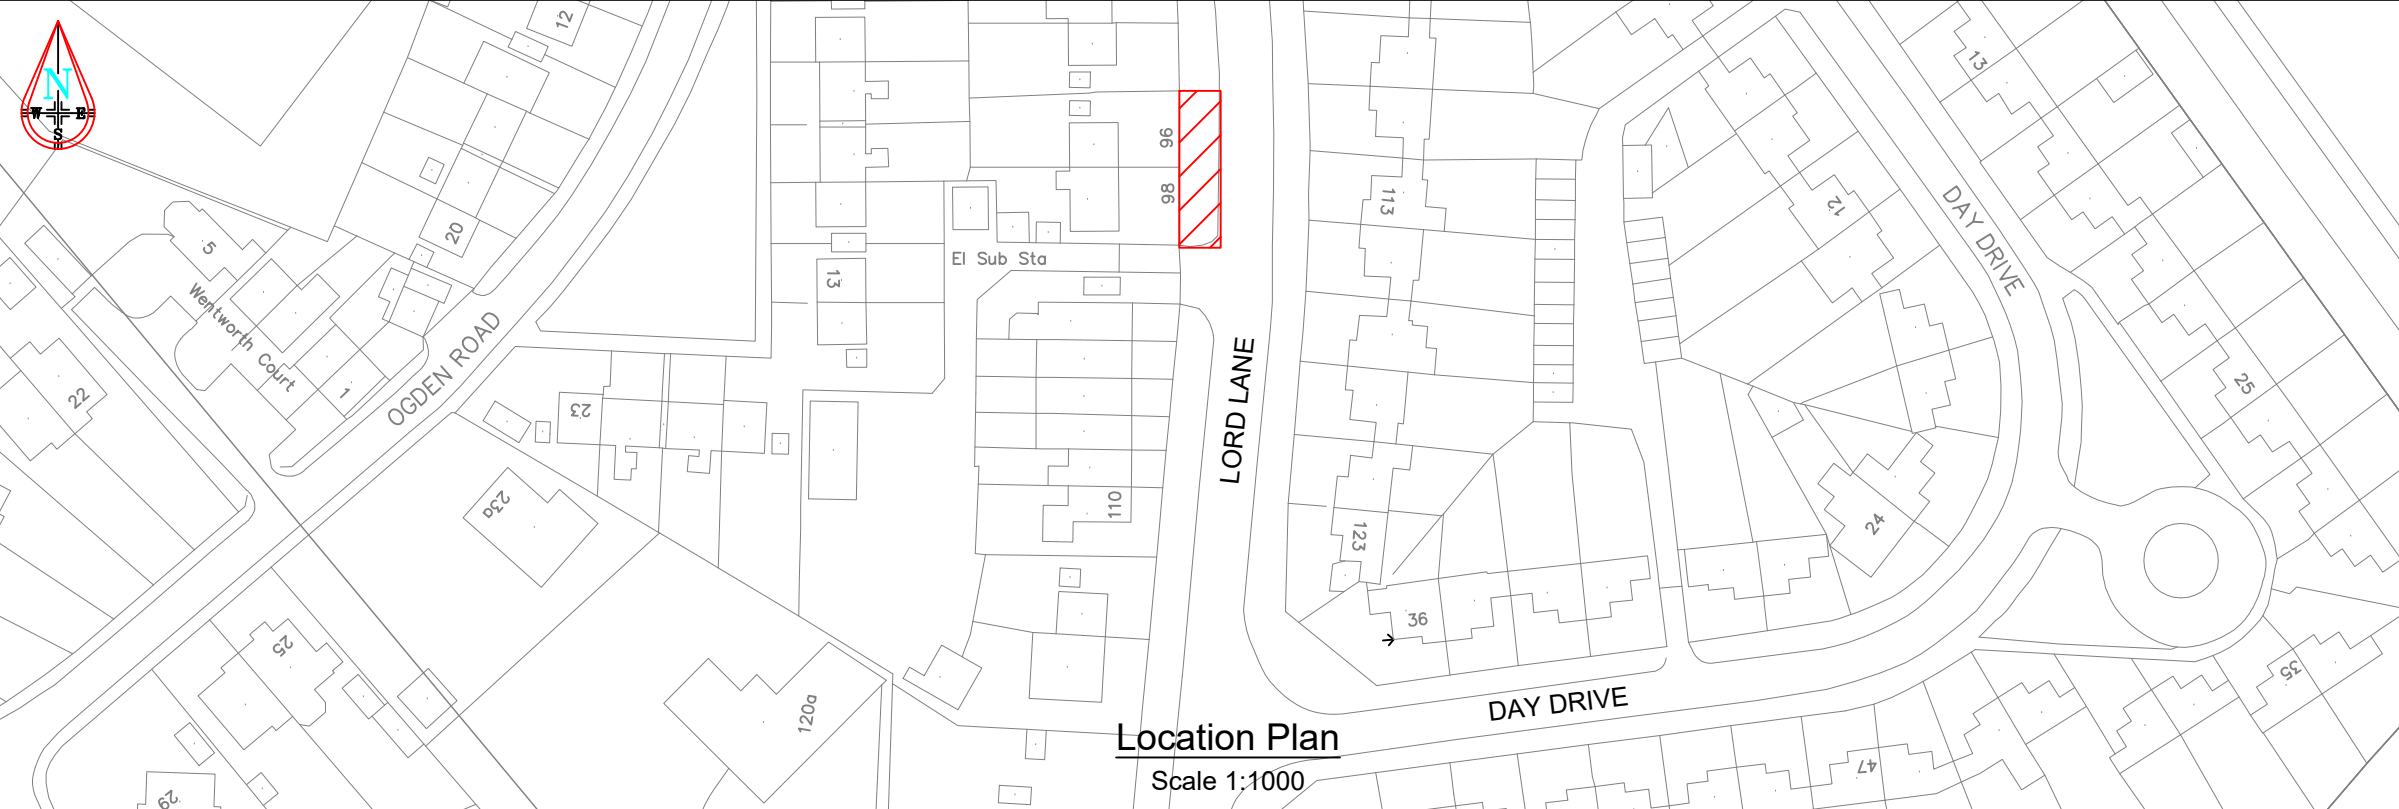 N
W
E
S
12
20
5
Wentworth Court
1
22
OGDEN ROAD
23
23a
25
29
120a
13
El Sub Sta
96
98
110
LORD LANE
113
123
36
12
13
DAY DRIVE
25
24
35
47
DAY DRIVE
Location Plan
Scale 1:1000